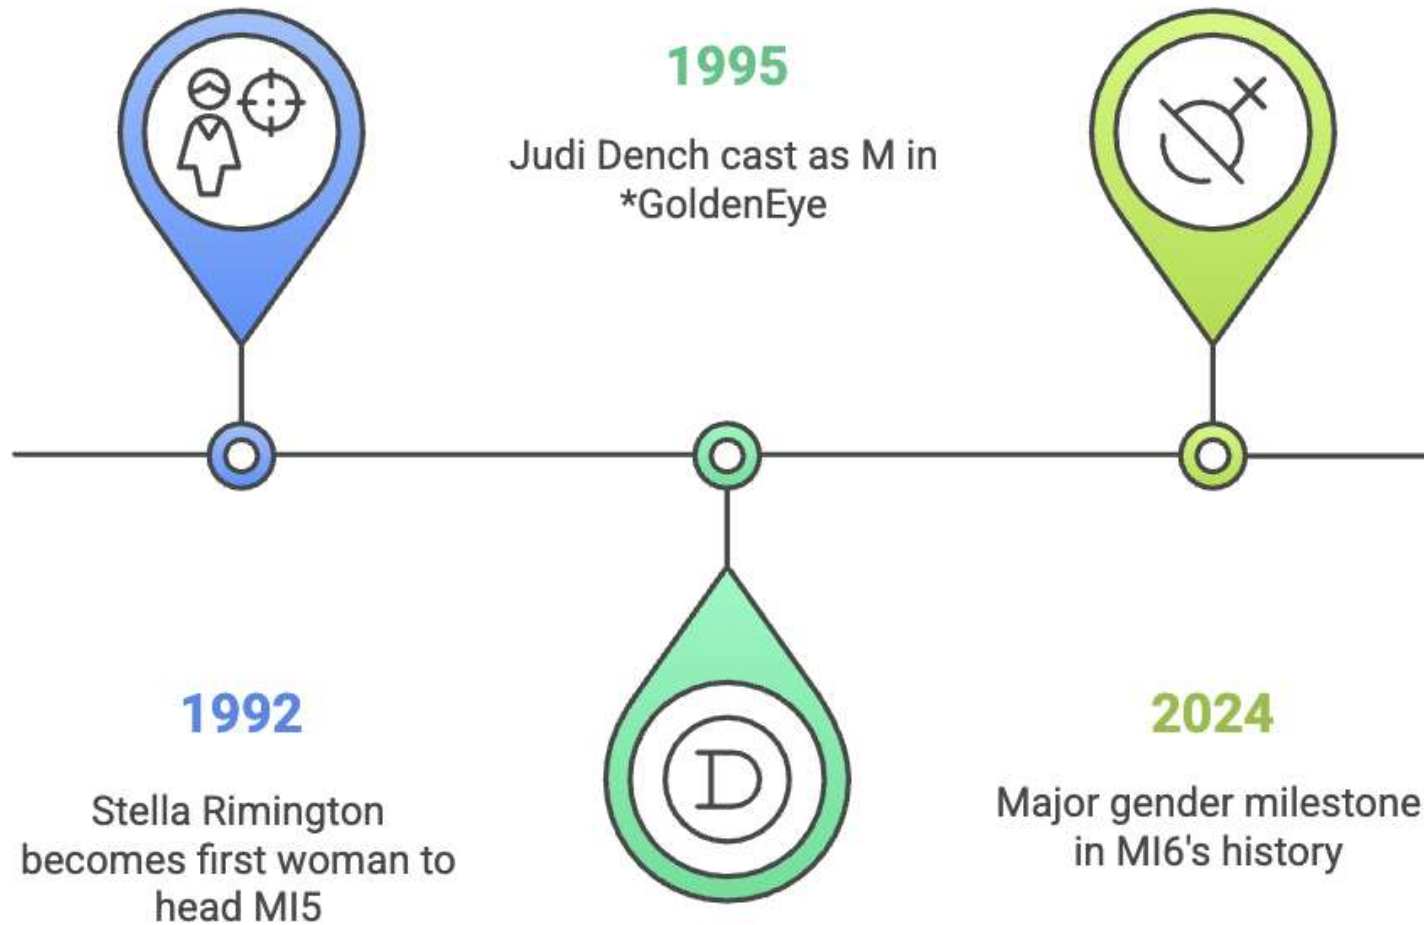 1992
Stella Rimington
becomes first woman to
head MI5
1995
Judi Dench cast as M in
*GoldenEye
D
2024
Major gender milestone
in MI6's history